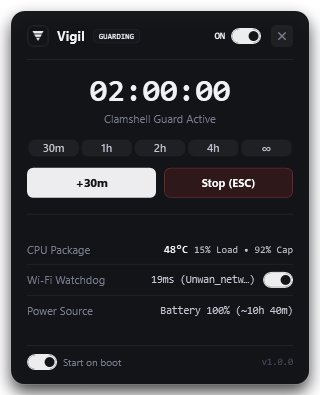 Vigil GUARDING ON
02:00:00
Clamshell Guard Active
30m 1h 2h 4h ∞
+30m Stop (ESC)
CPU Package 48°C 15% Load • 92% Cap
Wi-Fi Watchdog 19ms (Unwan_netw…)
Power Source Battery 100% (~10h 40m)
Start on boot v1.0.0